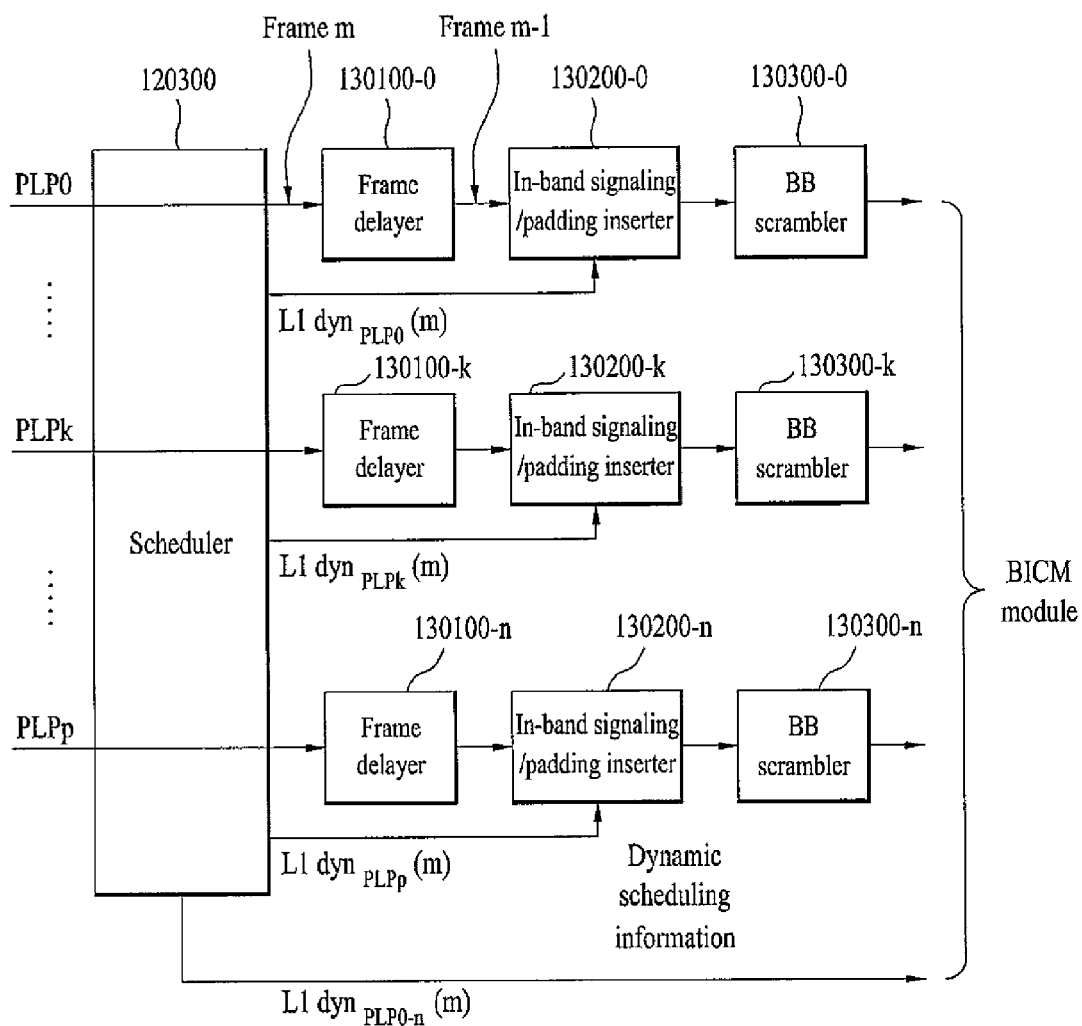 Frame m
Frame m-1
120300
130100-0
130200-0
130300-0
PLP0
Frame
delayer
In-band signaling
/padding inserter
BB
scrambler
L1 dyn PLP0 (m)
130100-k
130200-k
130300-k
PLPk
Frame
delayer
In-band signaling
/padding inserter
BB
scrambler
Scheduler
L1 dyn PLPk (m)
BICM
module
130100-n
130200-n
130300-n
PLPp
Frame
delayer
In-band signaling
/padding inserter
BB
scrambler
L1 dyn PLPp (m)
Dynamic
scheduling
information
L1 dyn PLP0-n (m)